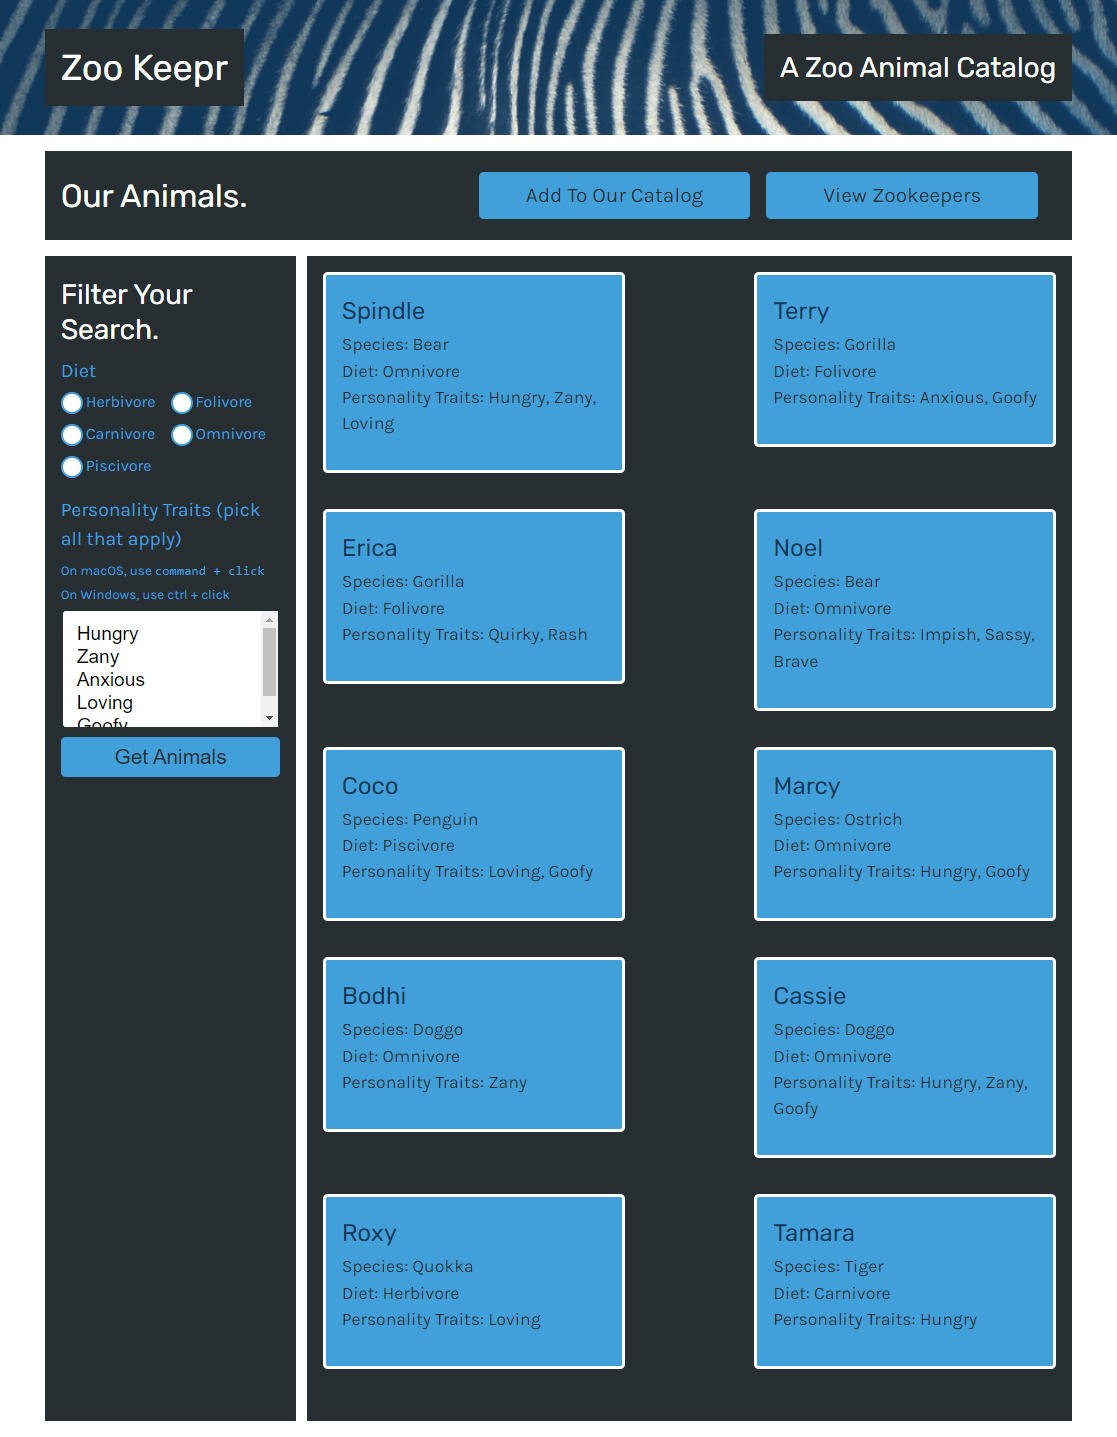 Zoo Keepr
A Zoo Animal Catalog
Our Animals.
Add To Our Catalog
View Zookeepers
Filter Your
Search.
Diet
Herbivore
Folivore
Carnivore
Omnivore
Piscivore
Personality Traits (pick
all that apply)
On macOS, use command + click
On Windows, use ctrl + click
Hungry
Zany
Anxious
Loving
Goofy
Get Animals
Spindle
Species: Bear
Diet: Omnivore
Personality Traits: Hungry, Zany,
Loving
Terry
Species: Gorilla
Diet: Folivore
Personality Traits: Anxious, Goofy
Erica
Species: Gorilla
Diet: Folivore
Personality Traits: Quirky, Rash
Noel
Species: Bear
Diet: Omnivore
Personality Traits: Impish, Sassy,
Brave
Coco
Species: Penguin
Diet: Piscivore
Personality Traits: Loving, Goofy
Marcy
Species: Ostrich
Diet: Omnivore
Personality Traits: Hungry, Goofy
Bodhi
Species: Doggo
Diet: Omnivore
Personality Traits: Zany
Cassie
Species: Doggo
Diet: Omnivore
Personality Traits: Hungry, Zany,
Goofy
Roxy
Species: Quokka
Diet: Herbivore
Personality Traits: Loving
Tamara
Species: Tiger
Diet: Carnivore
Personality Traits: Hungry